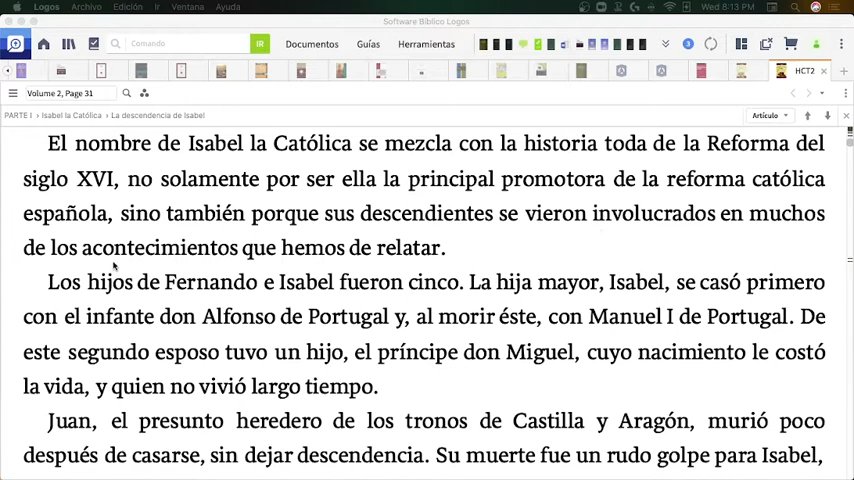 Logos Archivo Edición Ir Ventana Ayuda Wed 8:13 PM
Software Bíblico Logos
Comando IR Documentos Guías Herramientas 3
HCT2
Volume 2, Page 31
PARTE I › Isabel la Católica › La descendencia de Isabel Artículo
El nombre de Isabel la Católica se mezcla con la historia toda de la Reforma del
siglo XVI, no solamente por ser ella la principal promotora de la reforma católica
española, sino también porque sus descendientes se vieron involucrados en muchos
de los acontecimientos que hemos de relatar.
Los hijos de Fernando e Isabel fueron cinco. La hija mayor, Isabel, se casó primero
con el infante don Alfonso de Portugal y, al morir éste, con Manuel I de Portugal. De
este segundo esposo tuvo un hijo, el príncipe don Miguel, cuyo nacimiento le costó
la vida, y quien no vivió largo tiempo.
Juan, el presunto heredero de los tronos de Castilla y Aragón, murió poco
después de casarse, sin dejar descendencia. Su muerte fue un rudo golpe para Isabel,